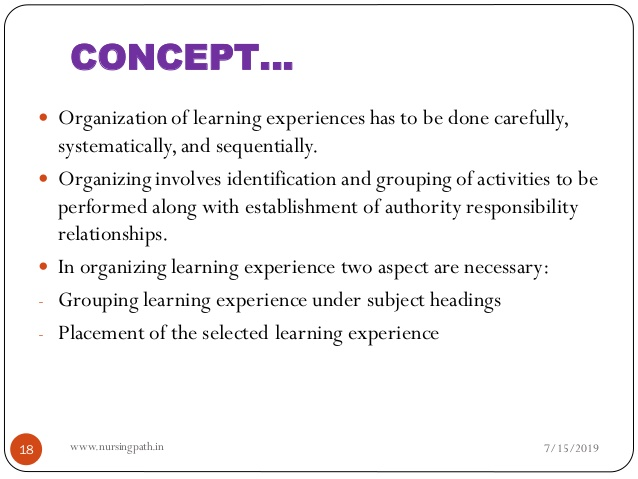 CONCEPT...
• Organization of learning experiences has to be done carefully,
systematically, and sequentially.
• Organizing involves identification and grouping of activities to be
performed along with establishment of authority responsibility
relationships.
• In organizing learning experience two aspect are necessary:
- Grouping learning experience under subject headings
- Placement of the selected learning experience
18 www.nursingpath.in 7/15/2019